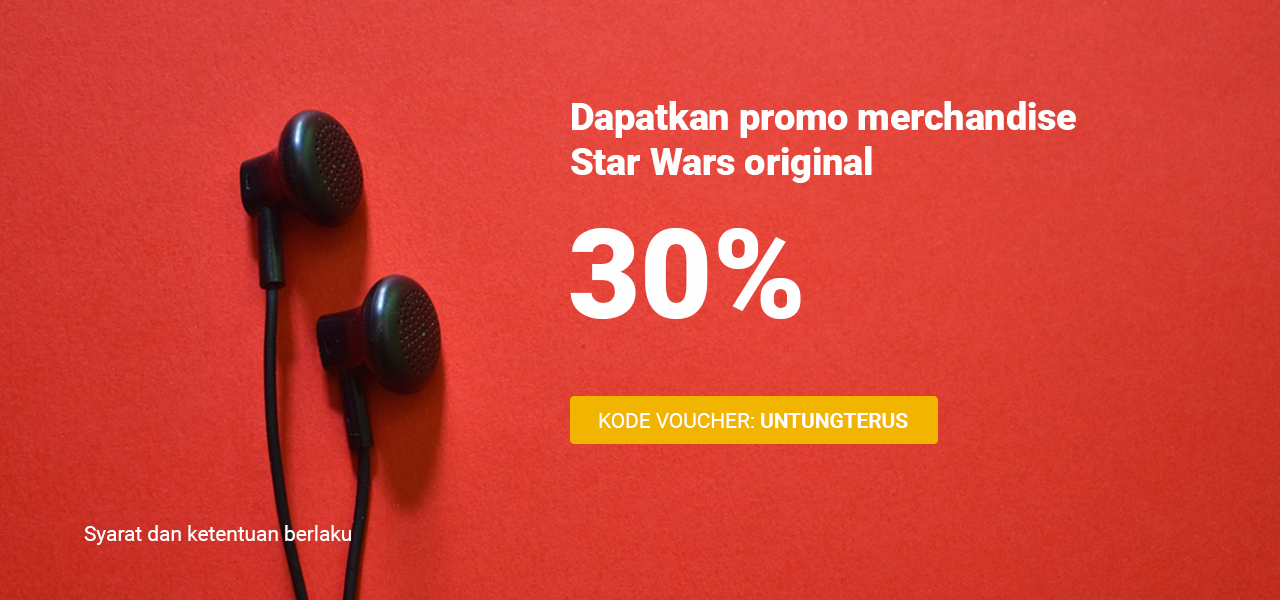 Dapatkan promo merchandise
Star Wars original
30%
KODE VOUCHER: UNTUNGTERUS
Syarat dan ketentuan berlaku